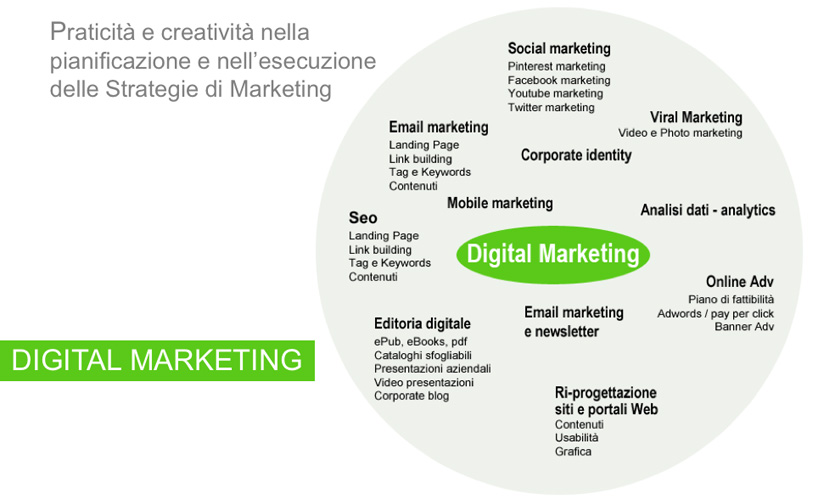 Praticità e creatività nella
pianificazione e nell'esecuzione
delle Strategie di Marketing
Social marketing
Pinterest marketing
Facebook marketing
Youtube marketing
Twitter marketing
Viral Marketing
Video e Photo marketing
Email marketing
Landing Page
Link building
Tag e Keywords
Contenuti
Corporate identity
Mobile marketing
Analisi dati - analytics
Seo
Landing Page
Link building
Tag e Keywords
Contenuti
Digital Marketing
Online Adv
Piano di fattibilità
Adwords / pay per click
Banner Adv
Email marketing
e newsletter
Editoria digitale
ePub, eBooks, pdf
Cataloghi sfogliabili
Presentazioni aziendali
Video presentazioni
Corporate blog
DIGITAL MARKETING
Ri-progettazione
siti e portali Web
Contenuti
Usabilità
Grafica